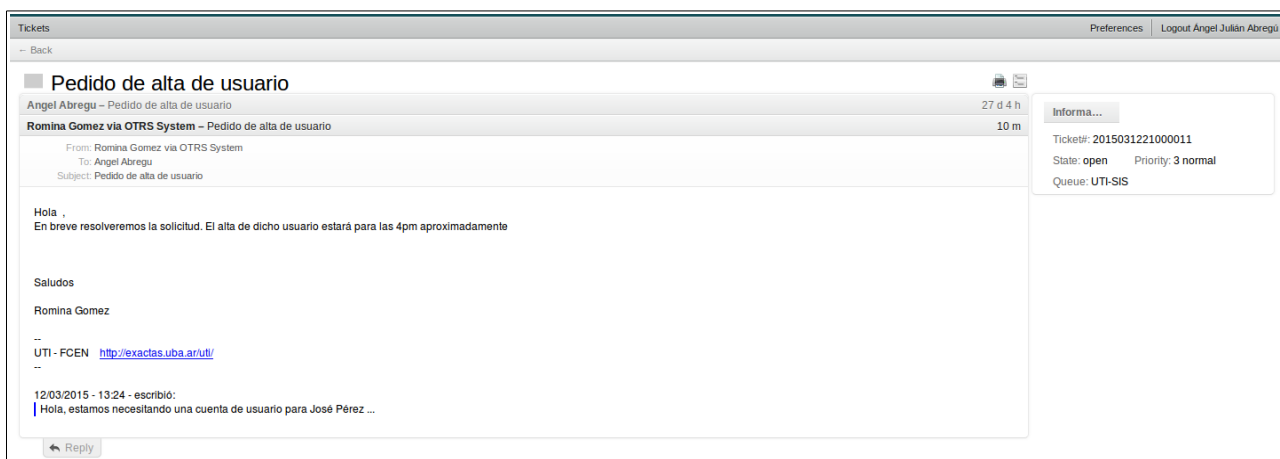 Tickets Preferences Logout Ángel Julián Abregú
← Back
Pedido de alta de usuario
Angel Abregu – Pedido de alta de usuario 27 d 4 h
Romina Gomez via OTRS System – Pedido de alta de usuario 10 m
From: Romina Gomez via OTRS System
To: Angel Abregu
Subject: Pedido de alta de usuario
Informa...
Ticket#: 2015031221000011
State: open Priority: 3 normal
Queue: UTI-SIS
Hola ,
En breve resolveremos la solicitud. El alta de dicho usuario estará para las 4pm aproximadamente
Saludos
Romina Gomez
--
UTI - FCEN http://exactas.uba.ar/uti/
--
12/03/2015 - 13:24 - escribió:
Hola, estamos necesitando una cuenta de usuario para José Pérez ...
Reply